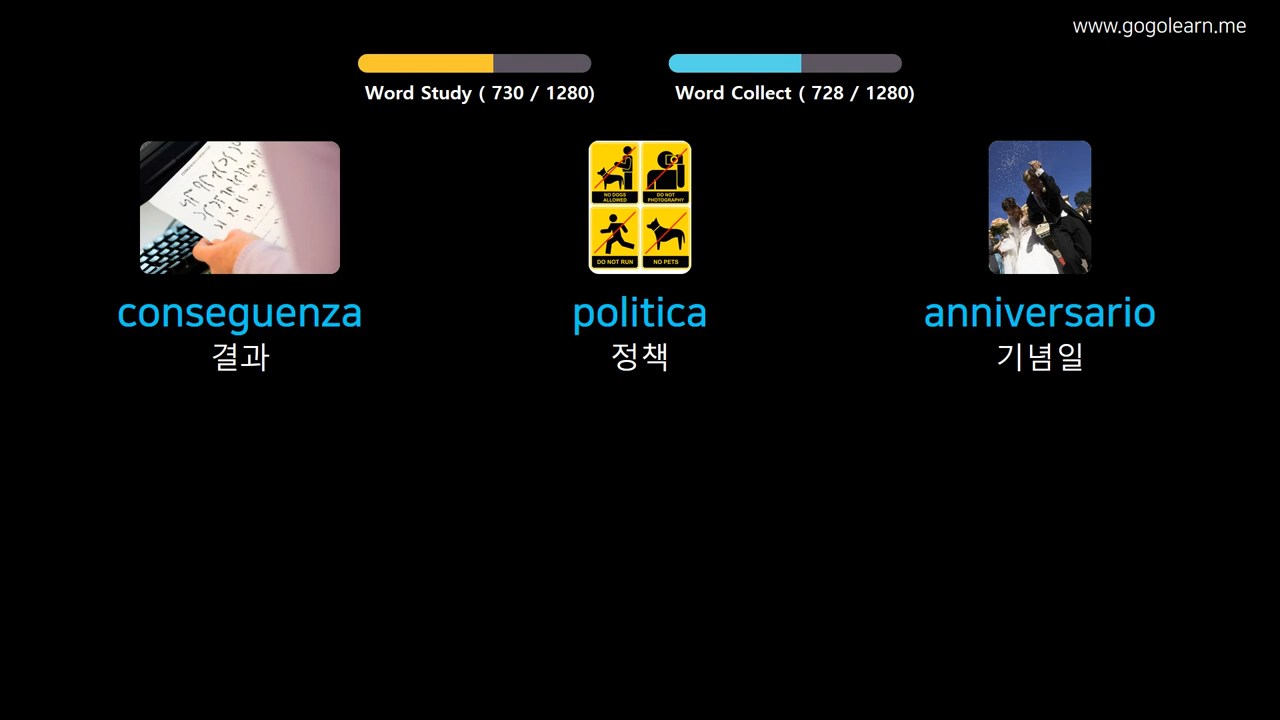 www.gogolearn.me
Word Study ( 730 / 1280)
Word Collect ( 728 / 1280)
NO DOGS
ALLOWED
DO NOT
PHOTOGRAPHY
DO NOT RUN
NO PETS
conseguenza
politica
anniversario
결과
정책
기념일